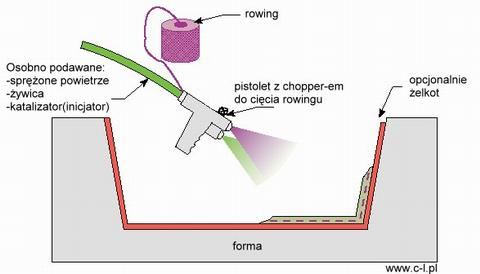 rowing
Osobno podawane:
-sprężone powietrze
-żywica
-katalizator(inicjator)
pistolet z chopper-em
do cięcia rowingu
opcjonalnie
żelkot
forma
www.c-l.pl